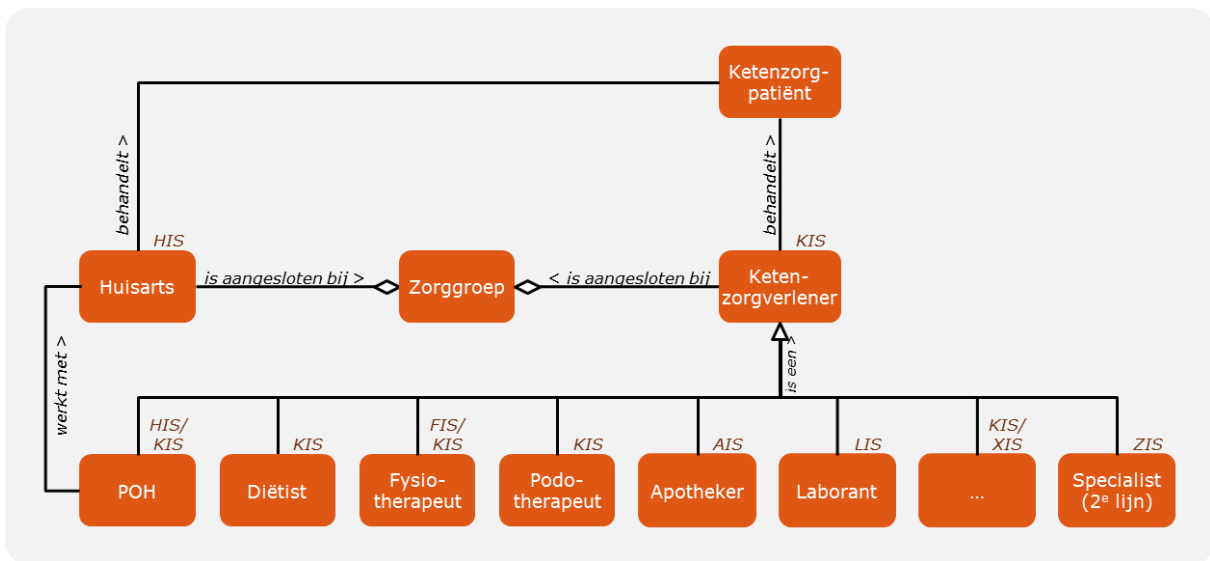 Ketenzorg-
patiënt
behandelt >
behandelt >
HIS
KIS
Huisarts
is aangesloten bij >
Zorggroep
< is aangesloten bij
Keten-
zorgverlener
werkt met >
is een >
HIS/
KIS
KIS
FIS/
KIS
KIS
AIS
LIS
KIS/
XIS
ZIS
POH
Diëtist
Fysio-
therapeut
Podo-
therapeut
Apotheker
Laborant
...
Specialist
(2e lijn)